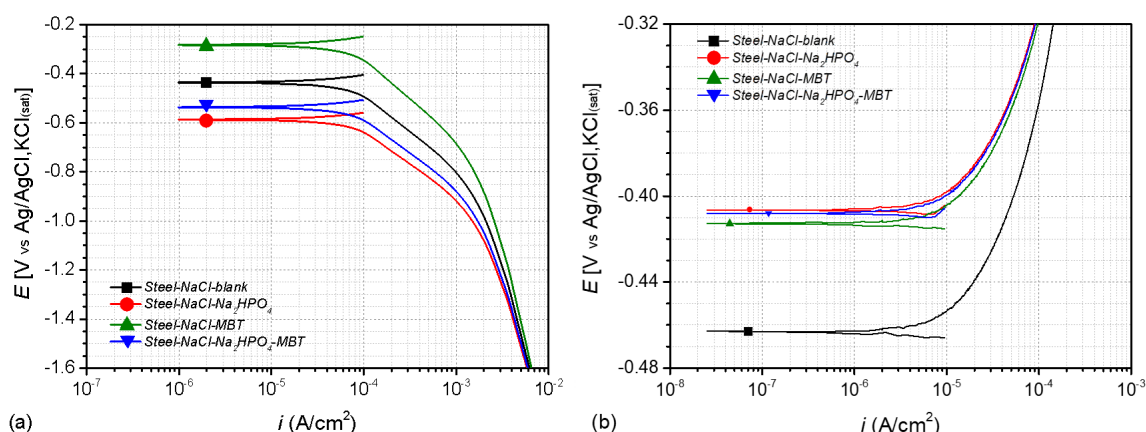 -0.2
-0.4
-0.6
-0.8
-1.0
-1.2
-1.4
-1.6
E [V vs Ag/AgCl,KCl(sat)]
Steel-NaCl-blank
Steel-NaCl-Na2HPO4
Steel-NaCl-MBT
Steel-NaCl-Na2HPO4-MBT
10-7 10-6 10-5 10-4 10-3 10-2
(a)
i (A/cm2)
(b)
-0.32
-0.36
-0.40
-0.44
-0.48
E [V vs Ag/AgCl,KCl(sat)]
Steel-NaCl-blank
Steel-NaCl-Na2HPO4
Steel-NaCl-MBT
Steel-NaCl-Na2HPO4-MBT
10-8 10-7 10-6 10-5 10-4 10-3
i (A/cm2)